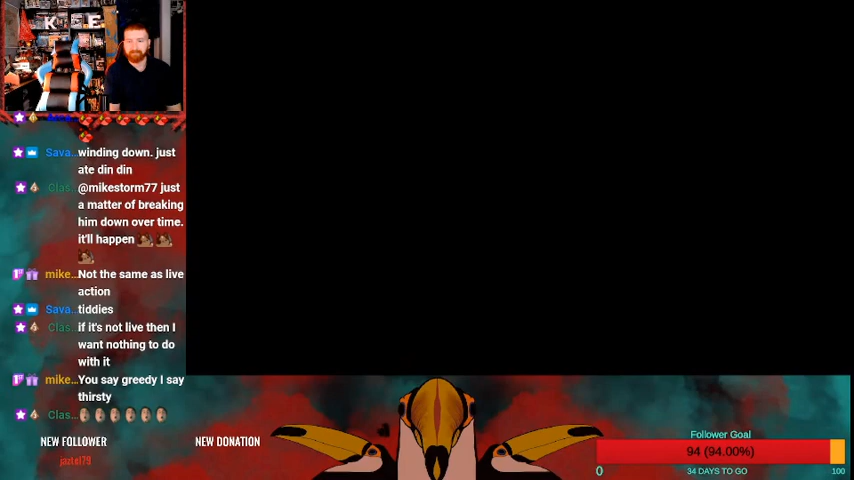 K E
Sava... winding down. just
ate din din
Clas... @mikestorm77 just
a matter of breaking
him down over time.
it'll happen
mike... Not the same as live
action
Sava... tiddies
Clas... if it's not live then I
want nothing to do
with it
mike... You say greedy I say
thirsty
Clas...
NEW FOLLOWER
jaztel79
NEW DONATION
Follower Goal
94 (94.00%)
0 34 DAYS TO GO 100